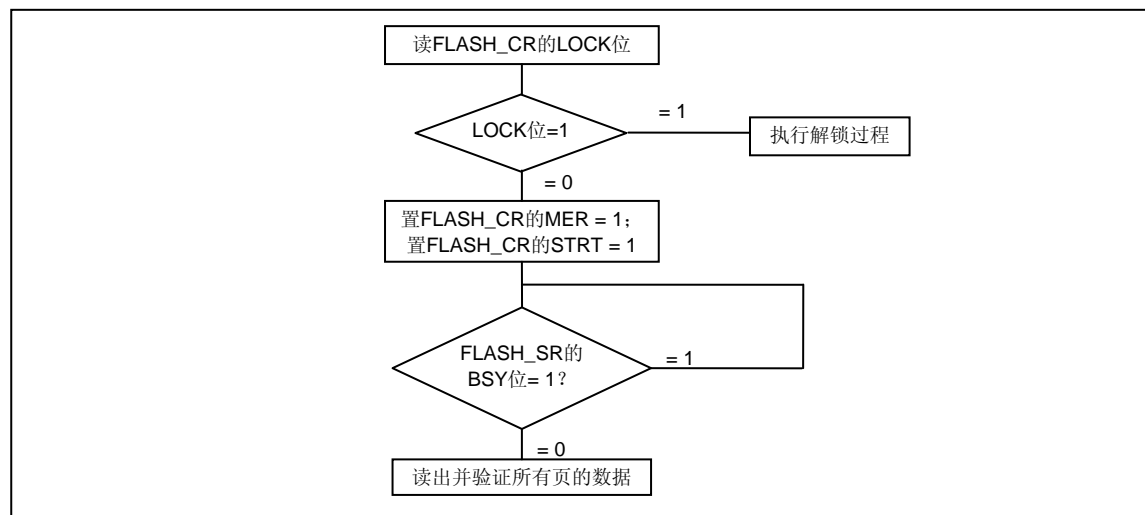 读FLASH_CR的LOCK位
= 1
LOCK位=1
执行解锁过程
= 0
置FLASH_CR的MER = 1；
置FLASH_CR的STRT = 1
FLASH_SR的
= 1
BSY位= 1？
= 0
读出并验证所有页的数据